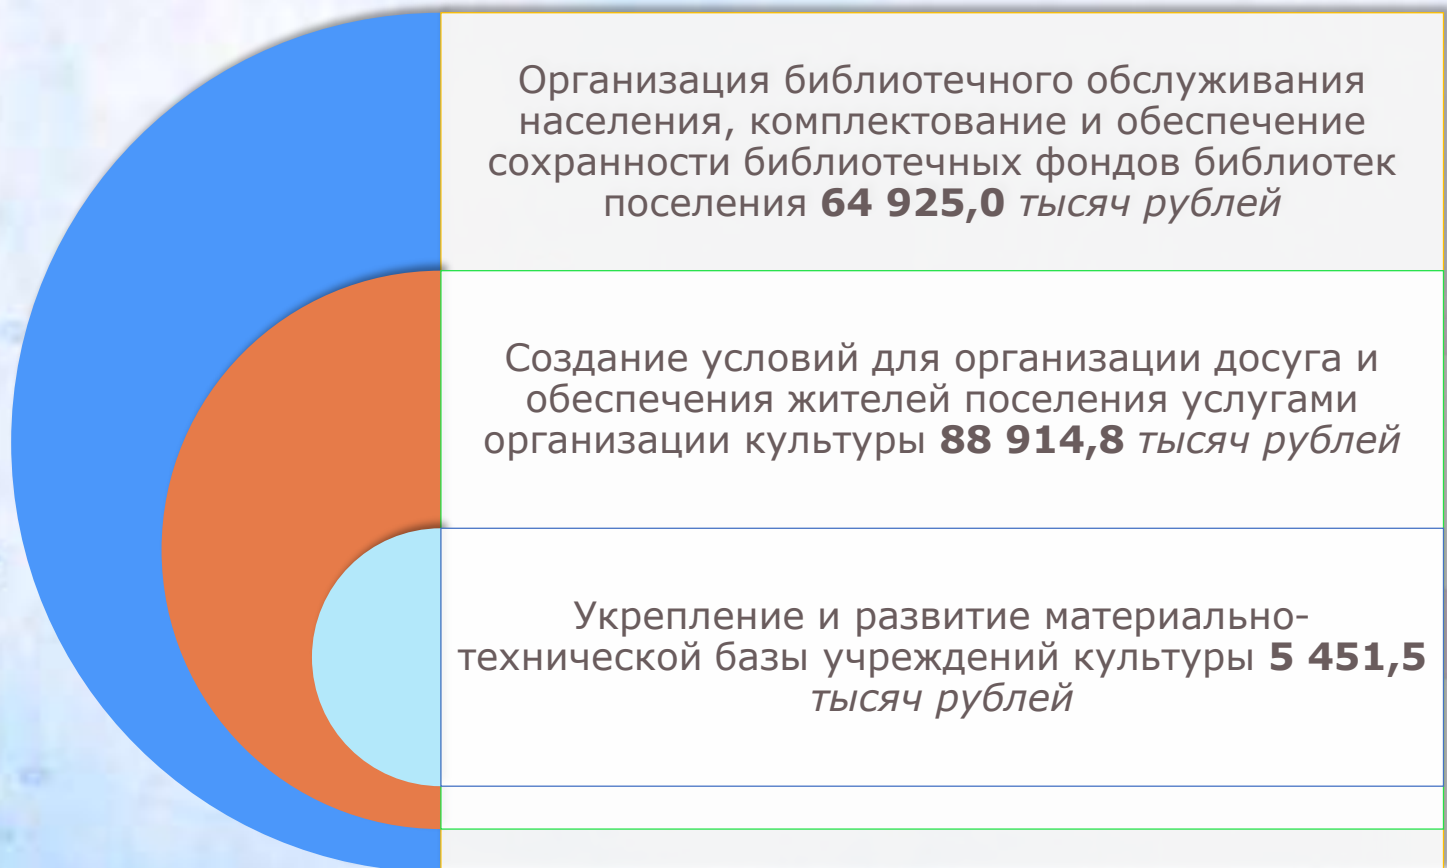 Организация библиотечного обслуживания
населения, комплектование и обеспечение
сохранности библиотечных фондов библиотек
поселения 64 925,0 тысяч рублей
Создание условий для организации досуга и
обеспечения жителей поселения услугами
организации культуры 88 914,8 тысяч рублей
Укрепление и развитие материально-
технической базы учреждений культуры 5 451,5
тысяч рублей